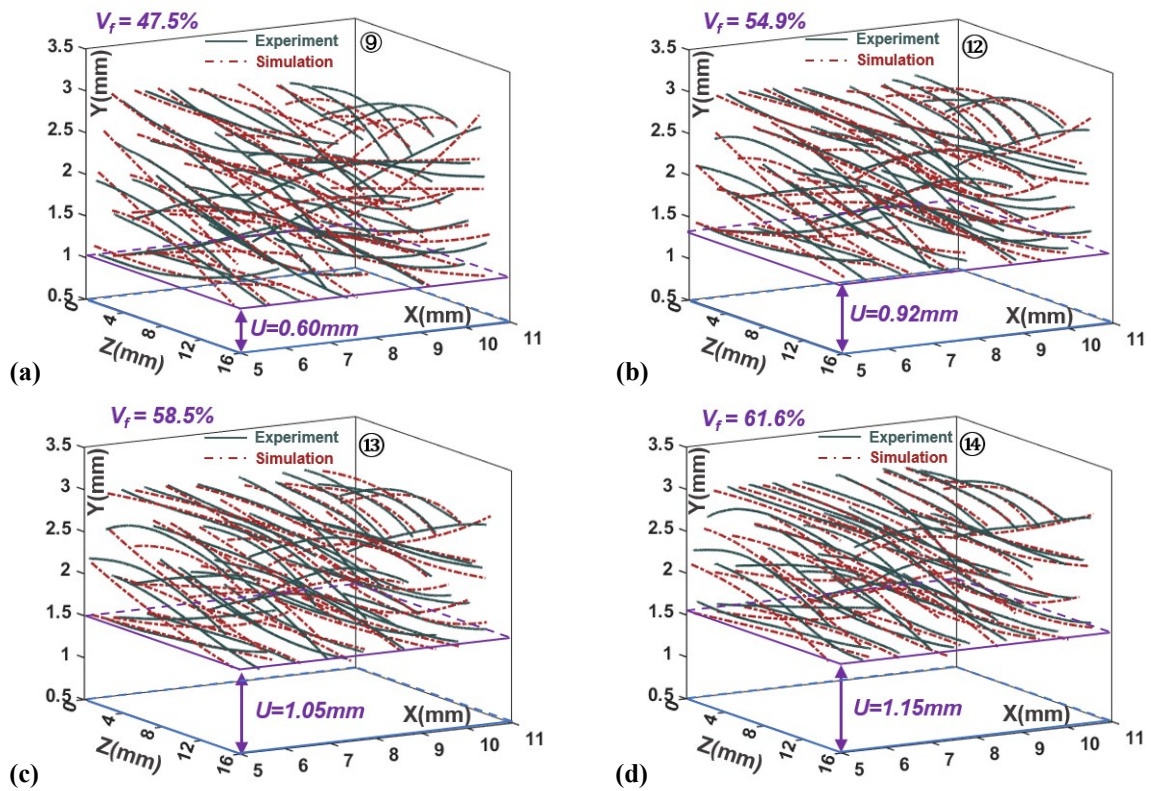 V_f = 47.5%
Experiment
Simulation
⑨
Y(mm)
3.5
3
2.5
2
1.5
1
0.5
0
4
8
12
16
Z(mm)
5
6
7
8
9
10
11
X(mm)
U=0.60mm
(a)
V_f = 54.9%
Experiment
Simulation
⑫
Y(mm)
3.5
3
2.5
2
1.5
1
0.5
0
4
8
12
16
Z(mm)
5
6
7
8
9
10
11
X(mm)
U=0.92mm
(b)
V_f = 58.5%
Experiment
Simulation
⑬
Y(mm)
3.5
3
2.5
2
1.5
1
0.5
0
4
8
12
16
Z(mm)
5
6
7
8
9
10
11
X(mm)
U=1.05mm
(c)
V_f = 61.6%
Experiment
Simulation
⑭
Y(mm)
3.5
3
2.5
2
1.5
1
0.5
0
4
8
12
16
Z(mm)
5
6
7
8
9
10
11
X(mm)
U=1.15mm
(d)